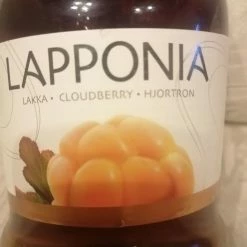 LAPPONIA
LAKKA • CLOUDBERRY • HJORTRON